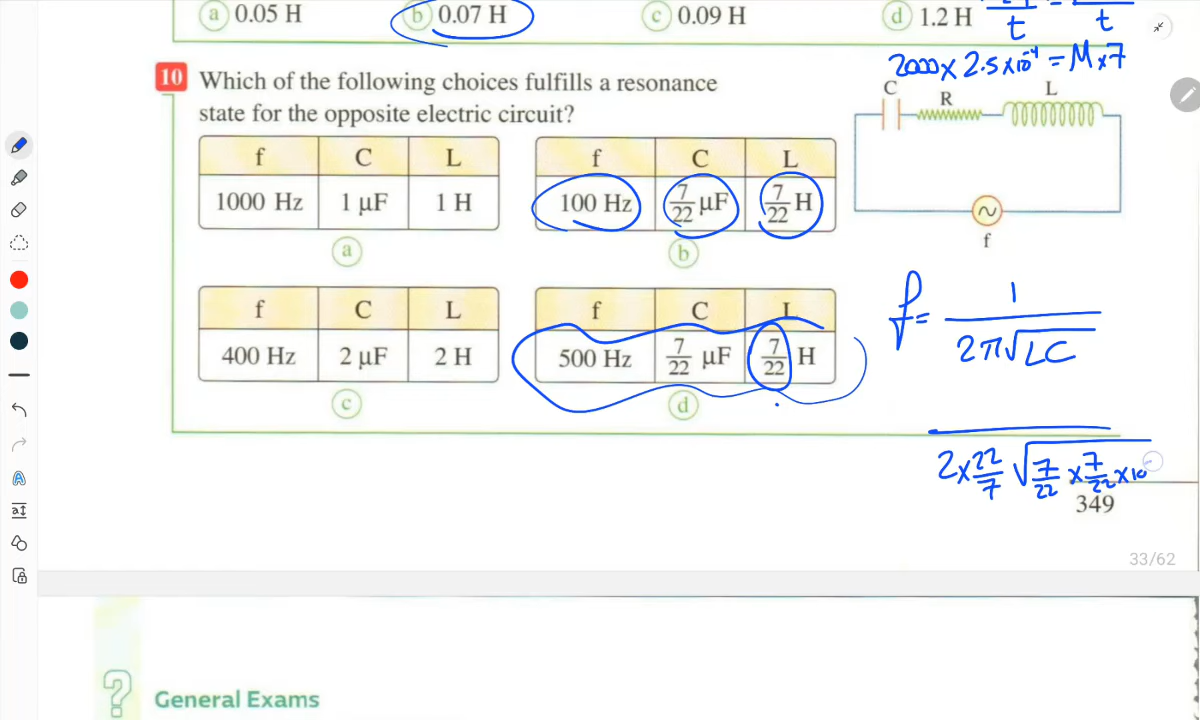 a 0.05 H b 0.07 H c 0.09 H d 1.2 H
t = t
2000 x 2.5 x 10⁻⁴ = M x 7
10 Which of the following choices fulfills a resonance
state for the opposite electric circuit?
C R L
f
f C L
1000 Hz 1 μF 1 H
a
f C L
100 Hz 7/22 μF 7/22 H
b
f C L
400 Hz 2 μF 2 H
c
f C L
500 Hz 7/22 μF 7/22 H
d
f = 1 / 2π√LC
2 x 22/7 √7/22 x 7/22 x 10
349
33/62
? General Exams